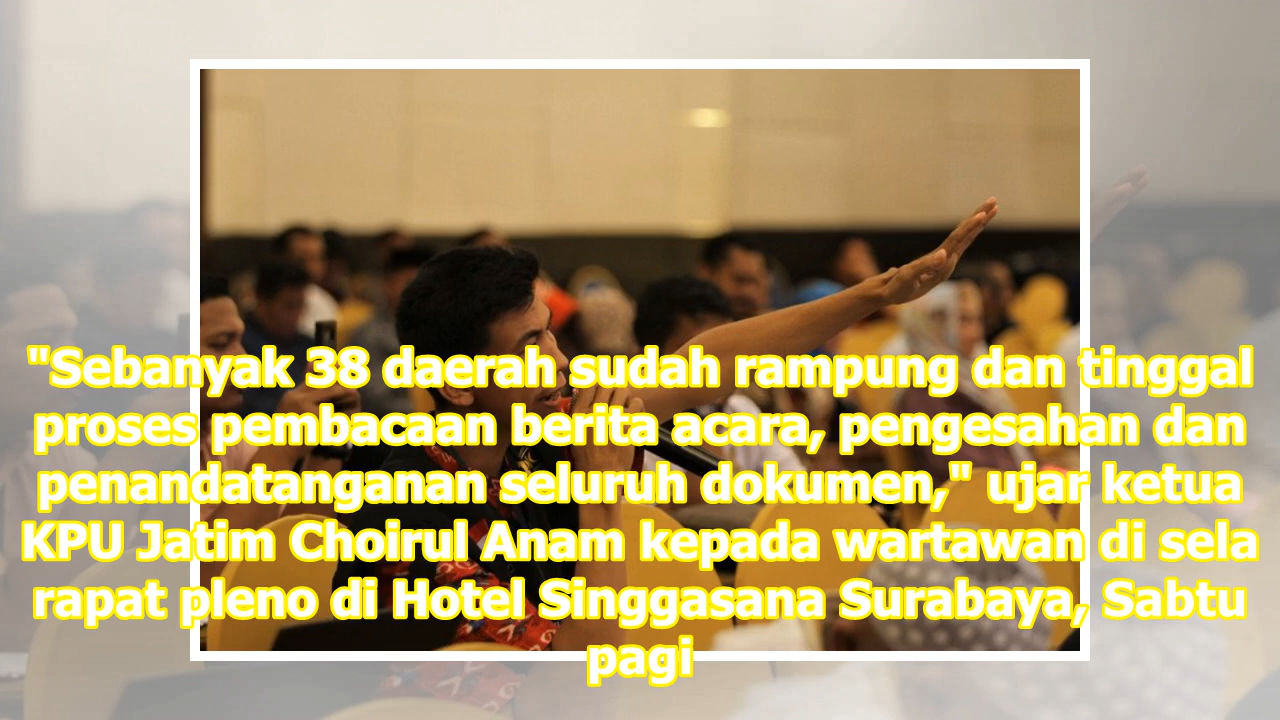 "Sebanyak 38 daerah sudah rampung dan tinggal
proses pembacaan berita acara, pengesahan dan
penandatanganan seluruh dokumen," ujar ketua
KPU Jatim Choirul Anam kepada wartawan di sela
rapat pleno di Hotel Singgasana Surabaya, Sabtu
pagi